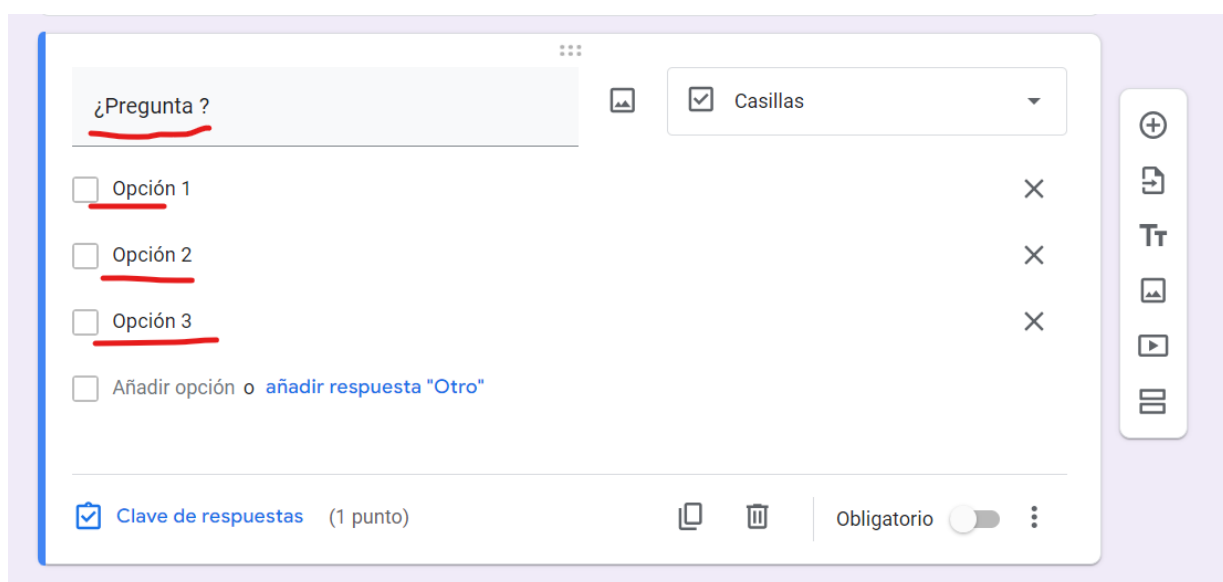 ¿Pregunta ?
Casillas
Opción 1
Opción 2
Opción 3
Añadir opción o añadir respuesta "Otro"
Clave de respuestas (1 punto)
Obligatorio
Tт